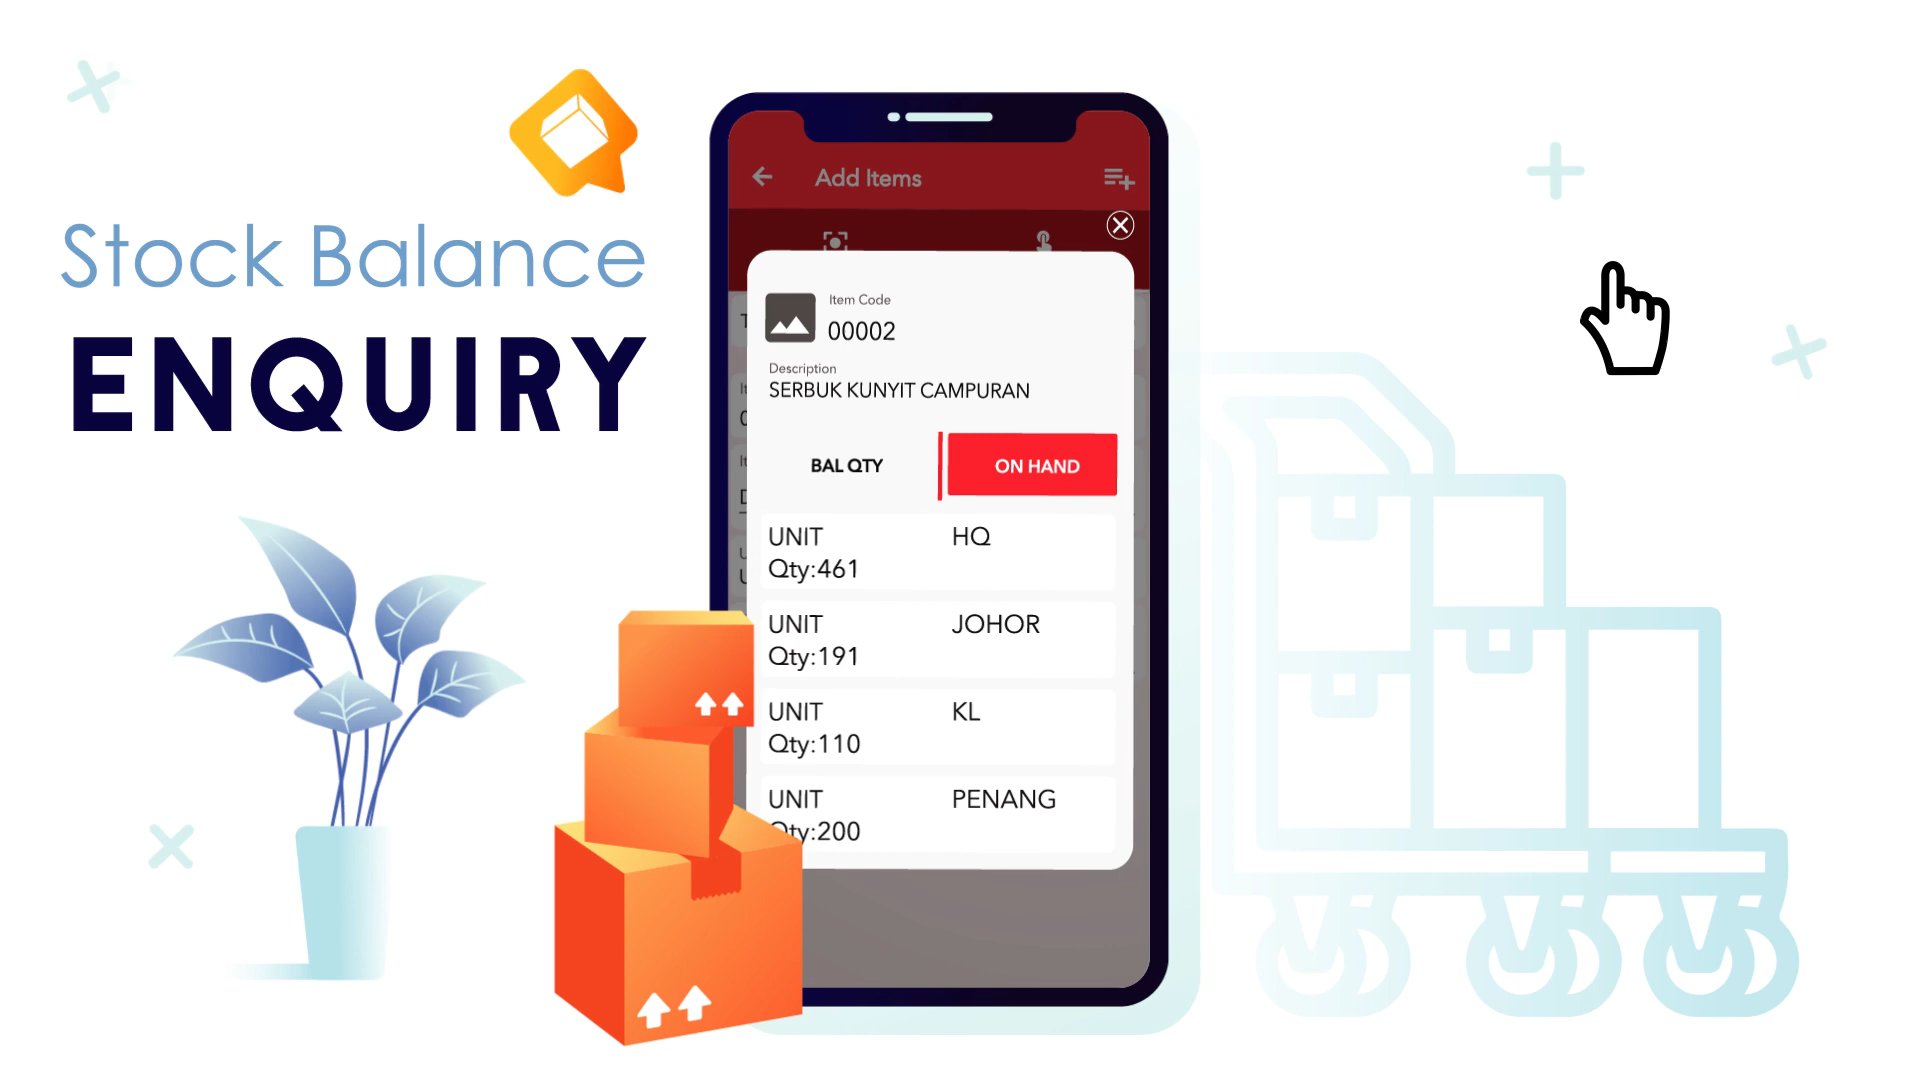 Stock Balance
ENQUIRY
Add Items
Item Code
00002
Description
SERBUK KUNYIT CAMPURAN
BAL QTY
ON HAND
UNIT HQ
Qty:461
UNIT JOHOR
Qty:191
UNIT KL
Qty:110
UNIT PENANG
Qty:200